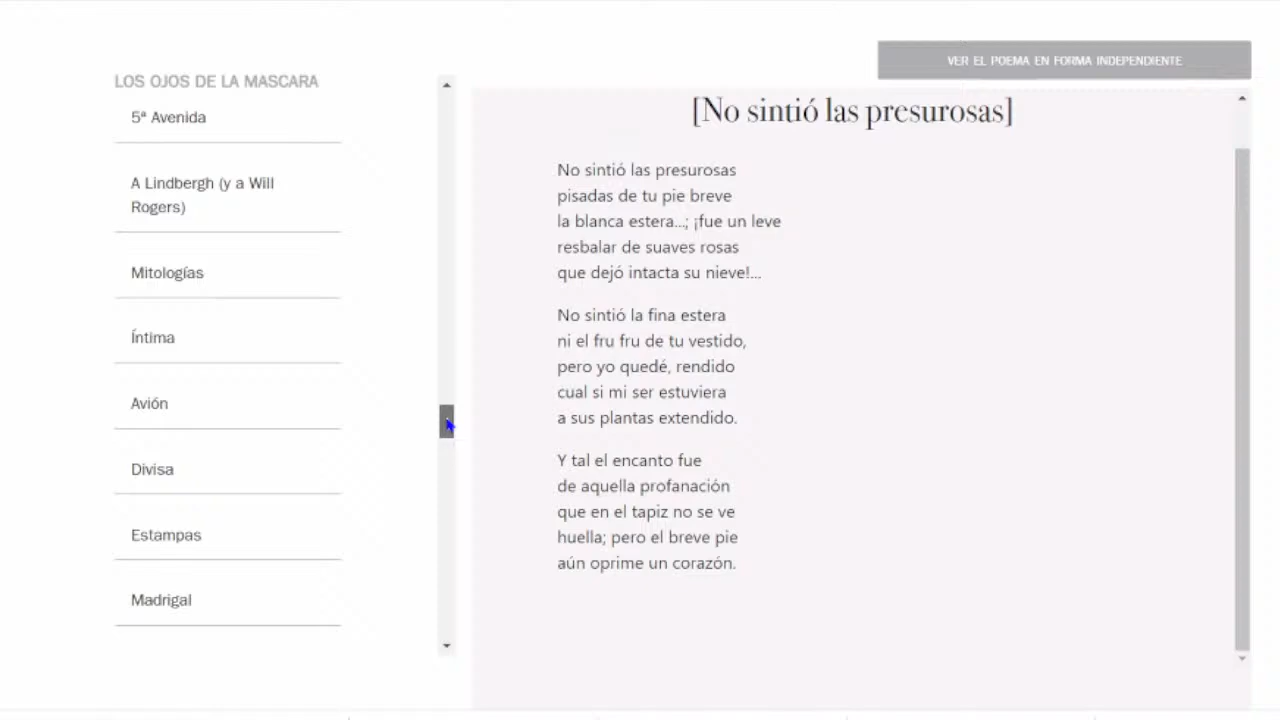 VER EL POEMA EN FORMA INDEPENDIENTE
LOS OJOS DE LA MASCARA
5ª Avenida
A Lindbergh (y a Will
Rogers)
Mitologías
Íntima
Avión
Divisa
Estampas
Madrigal
[No sintió las presurosas]
No sintió las presurosas
pisadas de tu pie breve
la blanca estera...; ¡fue un leve
resbalar de suaves rosas
que dejó intacta su nieve!...
No sintió la fina estera
ni el fru fru de tu vestido,
pero yo quedé, rendido
cual si mi ser estuviera
a sus plantas extendido.
Y tal el encanto fue
de aquella profanación
que en el tapiz no se ve
huella; pero el breve pie
aún oprime un corazón.